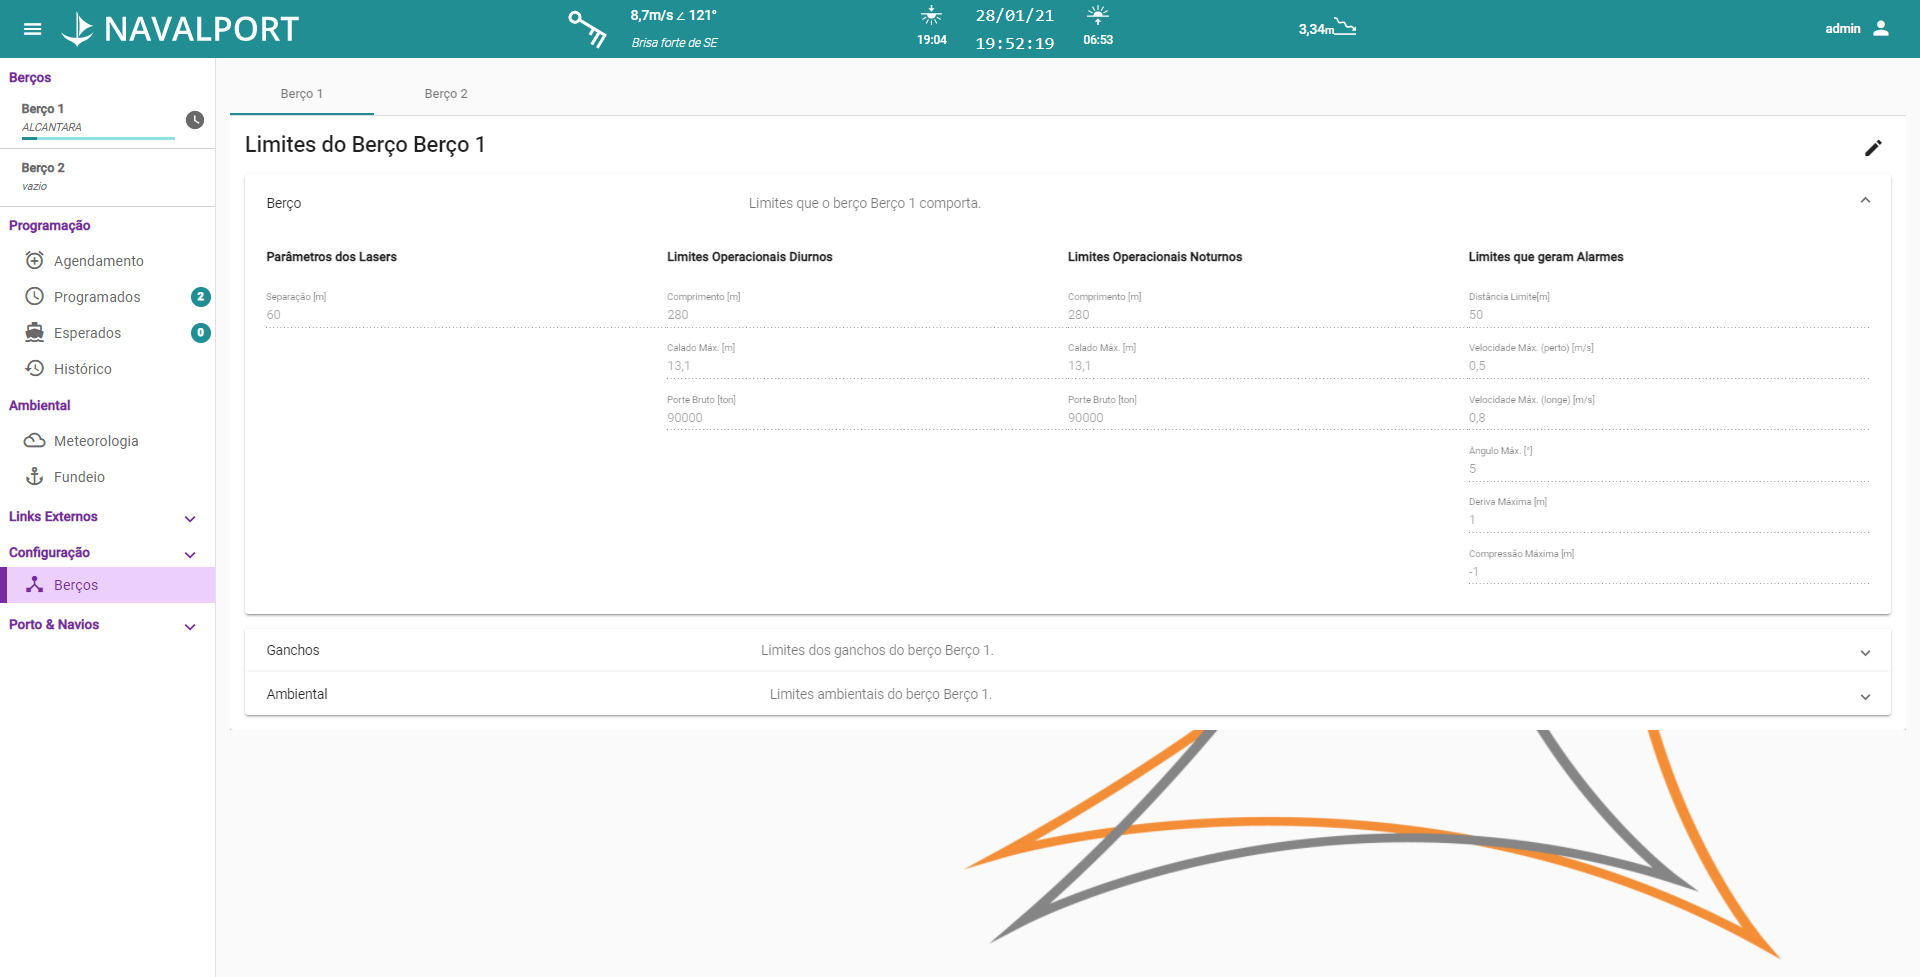 NAVALPORT
8,7m/s ∠ 121°
Brisa forte de SE
19:04
28/01/21
19:52:19
06:53
3,34m
admin
Berços
Berço 1
ALCANTARA
Berço 2
vazio
Programação
Agendamento
Programados
2
Esperados
0
Histórico
Ambiental
Meteorologia
Fundeio
Links Externos
Configuração
Berços
Porto & Navios
Berço 1
Berço 2
Limites do Berço Berço 1
Berço
Limites que o berço Berço 1 comporta.
Parâmetros dos Lasers
Separação [m]
60
Limites Operacionais Diurnos
Comprimento [m]
280
Calado Máx. [m]
13,1
Porte Bruto [ton]
90000
Limites Operacionais Noturnos
Comprimento [m]
280
Calado Máx. [m]
13,1
Porte Bruto [ton]
90000
Limites que geram Alarmes
Distância Limite[m]
50
Velocidade Máx. (perto) [m/s]
0,5
Velocidade Máx. (longe) [m/s]
0,8
Ângulo Máx. [°]
5
Deriva Máxima [m]
1
Compressão Máxima [m]
-1
Ganchos
Limites dos ganchos do berço Berço 1.
Ambiental
Limites ambientais do berço Berço 1.